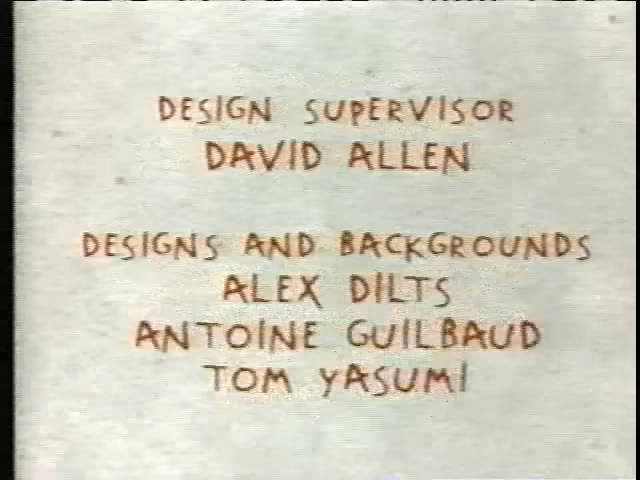 DESIGN SUPERVISOR
DAVID ALLEN
DESIGNS AND BACKGROUNDS
ALEX DILTS
ANTOINE GUILBAUD
TOM YASUMI